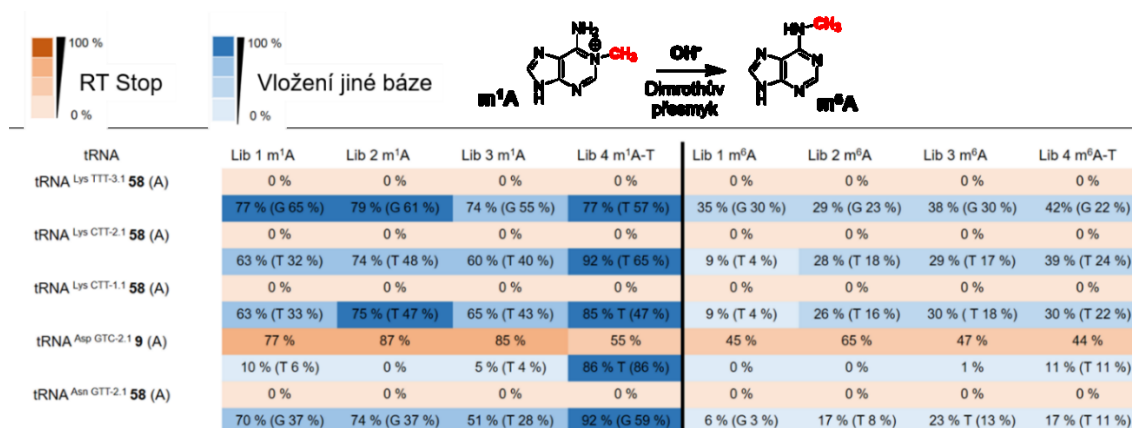 100 %
RT Stop
0 %
100 %
Vložení jiné báze
0 %
NH₂
N
N
⊕
CH₃
N
N
H
m¹A
OH⁻
Dimrothův
přesmyk
HN
CH₃
N
N
N
N
H
m⁶A
tRNA Lib 1 m¹A Lib 2 m¹A Lib 3 m¹A Lib 4 m¹A-T Lib 1 m⁶A Lib 2 m⁶A Lib 3 m⁶A Lib 4 m⁶A-T
tRNA Lys TTT-3.1 58 (A) 0 % 0 % 0 % 0 % 0 % 0 % 0 % 0 %
77 % (G 65 %) 79 % (G 61 %) 74 % (G 55 %) 77 % (T 57 %) 35 % (G 30 %) 29 % (G 23 %) 38 % (G 30 %) 42% (G 22 %)
tRNA Lys CTT-2.1 58 (A) 0 % 0 % 0 % 0 % 0 % 0 % 0 % 0 %
63 % (T 32 %) 74 % (T 48 %) 60 % (T 40 %) 92 % (T 65 %) 9 % (T 4 %) 28 % (T 18 %) 29 % (T 17 %) 39 % (T 24 %)
tRNA Lys CTT-1.1 58 (A) 0 % 0 % 0 % 0 % 0 % 0 % 0 % 0 %
63 % (T 33 %) 75 % (T 47 %) 65 % (T 43 %) 85 % T (47 %) 9 % (T 4 %) 26 % (T 16 %) 30 % ( T 18 %) 30 % (T 22 %)
tRNA Asp GTC-2.1 9 (A) 77 % 87 % 85 % 55 % 45 % 65 % 47 % 44 %
10 % (T 6 %) 0 % 5 % (T 4 %) 86 % T (86 %) 0 % 0 % 1 % 11 % (T 11 %)
tRNA Asn GTT-2.1 58 (A) 0 % 0 % 0 % 0 % 0 % 0 % 0 % 0 %
70 % (G 37 %) 74 % (G 37 %) 51 % (T 28 %) 92 % (G 59 %) 6 % (G 3 %) 17 % (T 8 %) 23 % T (13 %) 17 % (T 11 %)